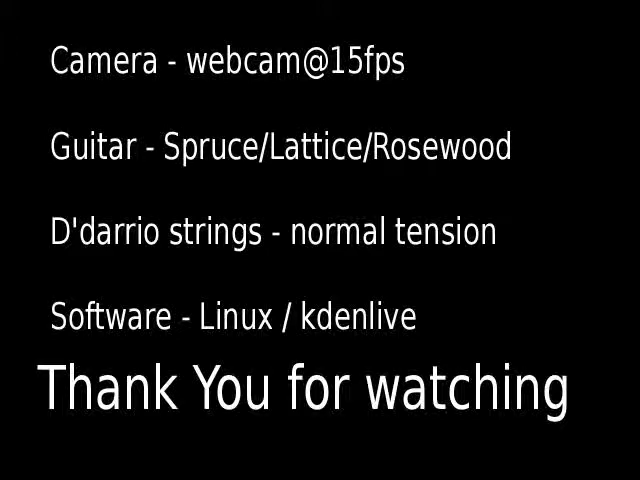 Camera - webcam@15fps
Guitar - Spruce/Lattice/Rosewood
D'darrio strings - normal tension
Software - Linux / kdenlive
Thank You for watching